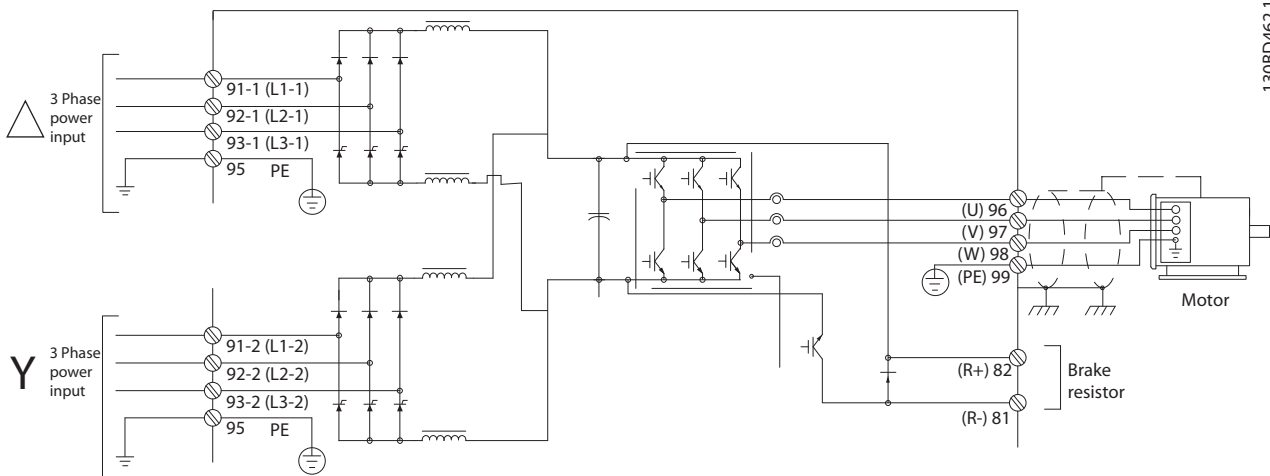 130BD462.1
3 Phase
power
input
91-1 (L1-1)
92-1 (L2-1)
93-1 (L3-1)
95 PE
(U) 96
(V) 97
(W) 98
(PE) 99
Motor
Y
3 Phase
power
input
91-2 (L1-2)
92-2 (L2-2)
93-2 (L3-2)
95 PE
(R+) 82
Brake
resistor
(R-) 81